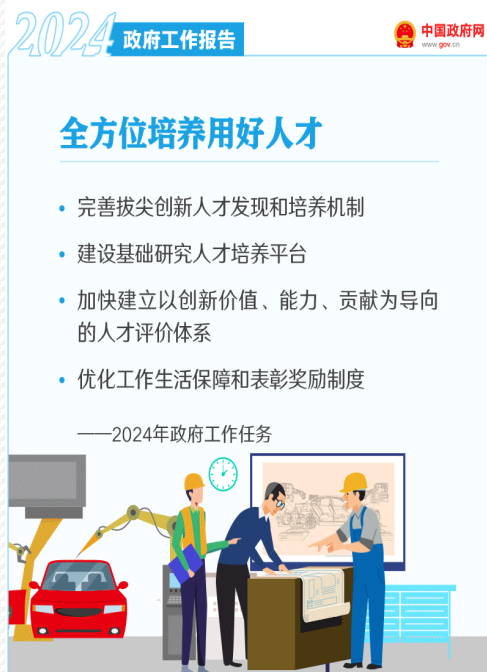 2024 政府工作报告
中国政府网
www.gov.cn
全方位培养用好人才
• 完善拔尖创新人才发现和培养机制
• 建设基础研究人才培养平台
• 加快建立以创新价值、能力、贡献为导向
的人才评价体系
• 优化工作生活保障和表彰奖励制度
——2024年政府工作任务